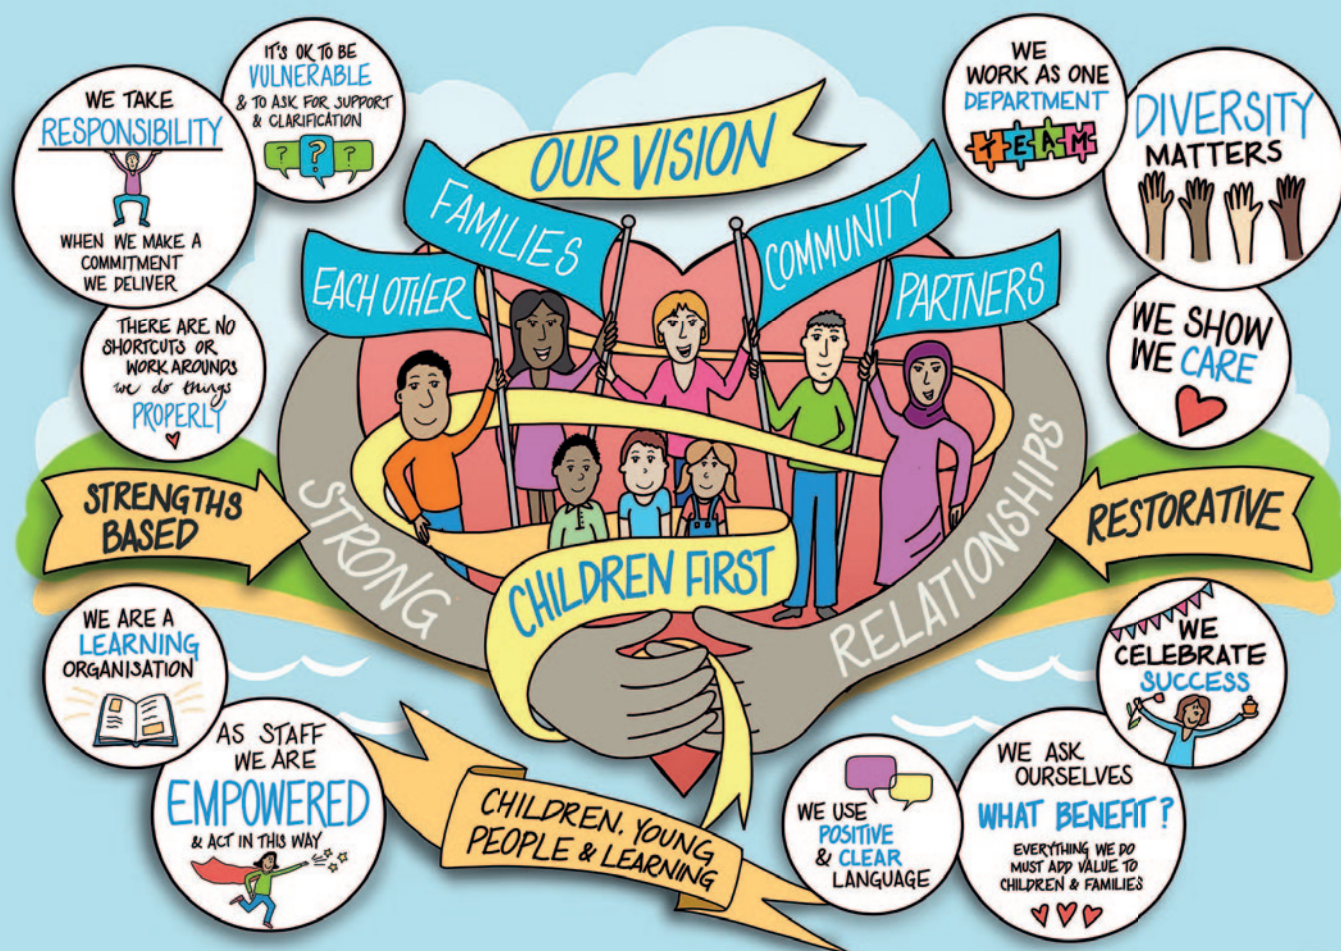 OUR VISION
EACH OTHER
FAMILIES
COMMUNITY
PARTNERS
STRONG
RELATIONSHIPS
CHILDREN FIRST
STRENGTHS
BASED
RESTORATIVE
CHILDREN, YOUNG
PEOPLE & LEARNING
WE TAKE
RESPONSIBILITY
WHEN WE MAKE A
COMMITMENT
WE DELIVER
IT'S OK TO BE
VULNERABLE
& TO ASK FOR SUPPORT
& CLARIFICATION
? ? ?
THERE ARE NO
SHORTCUTS OR
WORK AROUNDS
we do things
PROPERLY
WE
WORK AS ONE
DEPARTMENT
TEAM
DIVERSITY
MATTERS
WE SHOW
WE CARE
WE ARE A
LEARNING
ORGANISATION
AS STAFF
WE ARE
EMPOWERED
& ACT IN THIS WAY
WE USE
POSITIVE
& CLEAR
LANGUAGE
WE ASK
OURSELVES
WHAT BENEFIT?
EVERYTHING WE DO
MUST ADD VALUE TO
CHILDREN & FAMILIES
WE
CELEBRATE
SUCCESS